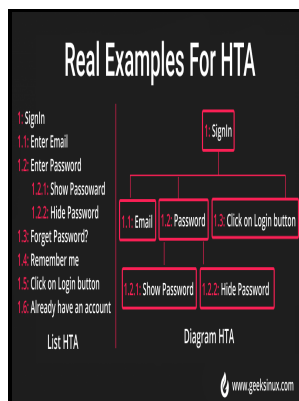 Real Examples For HTA
1: SignIn
1.1: Enter Email
1.2: Enter Password
1.2.1: Show Passoward
1.2.2: Hide Password
1.3: Forget Password?
1.4: Remember me
1.5: Click on Login button
1.6: Already have an account
List HTA
1: SignIn
1.1: Email
1.2: Password
1.3: Click on Login button
1.2.1: Show Password
1.2.2: Hide Password
Diagram HTA
www.geeksinux.com